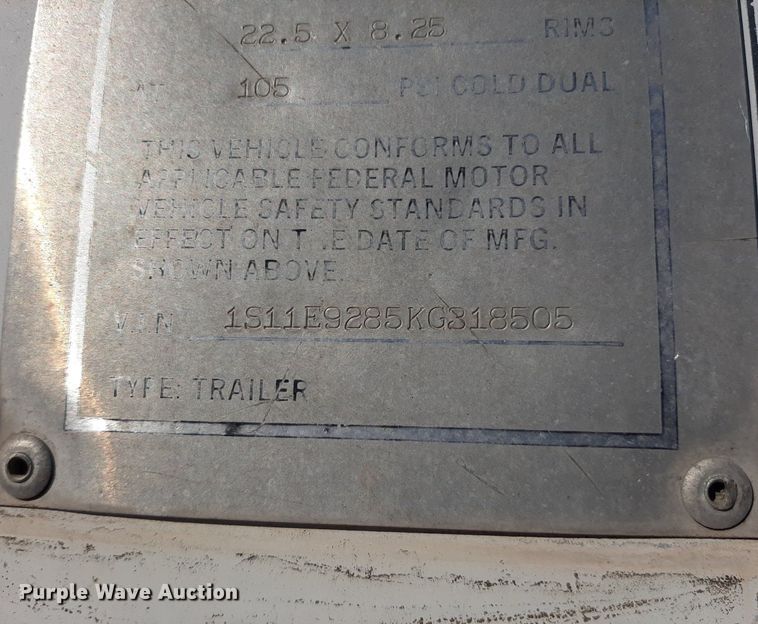 22.5 X 8.25 RIMS
AT 105 PSI COLD DUAL
THIS VEHICLE CONFORMS TO ALL
APPLICABLE FEDERAL MOTOR
VEHICLE SAFETY STANDARDS IN
EFFECT ON THE DATE OF MFG.
SHOWN ABOVE.
V.I.N. 1S11E9285KG318505
TYPE: TRAILER
Purple Wave Auction